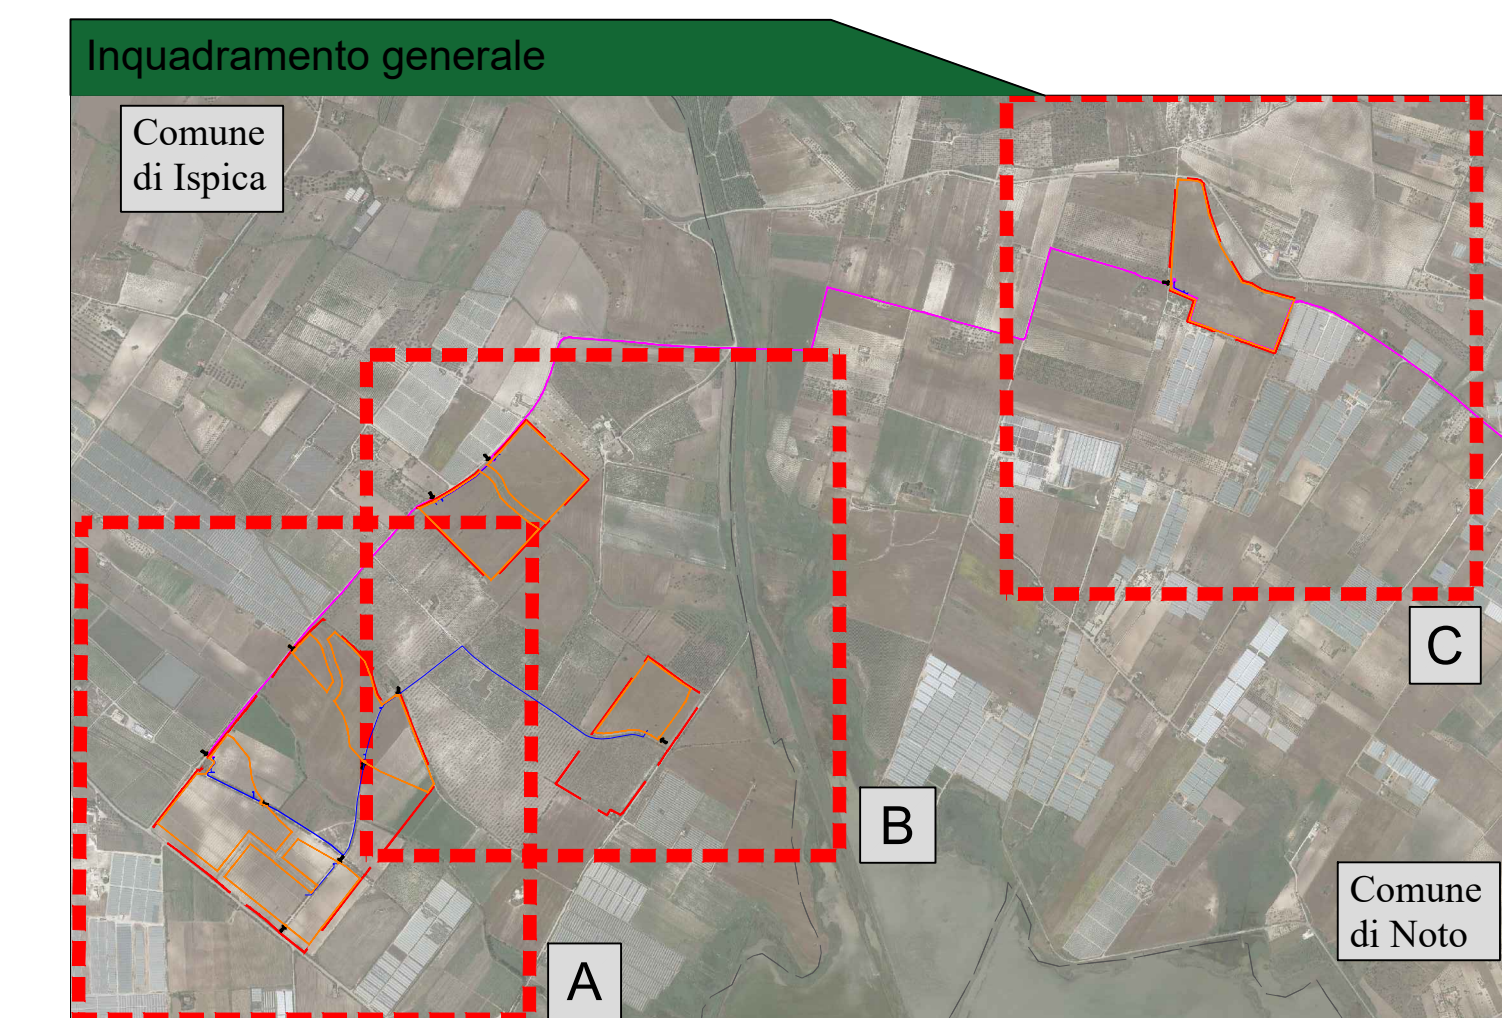 Inquadramento generale
Comune
di Ispica
C
B
Comune
di Noto
A